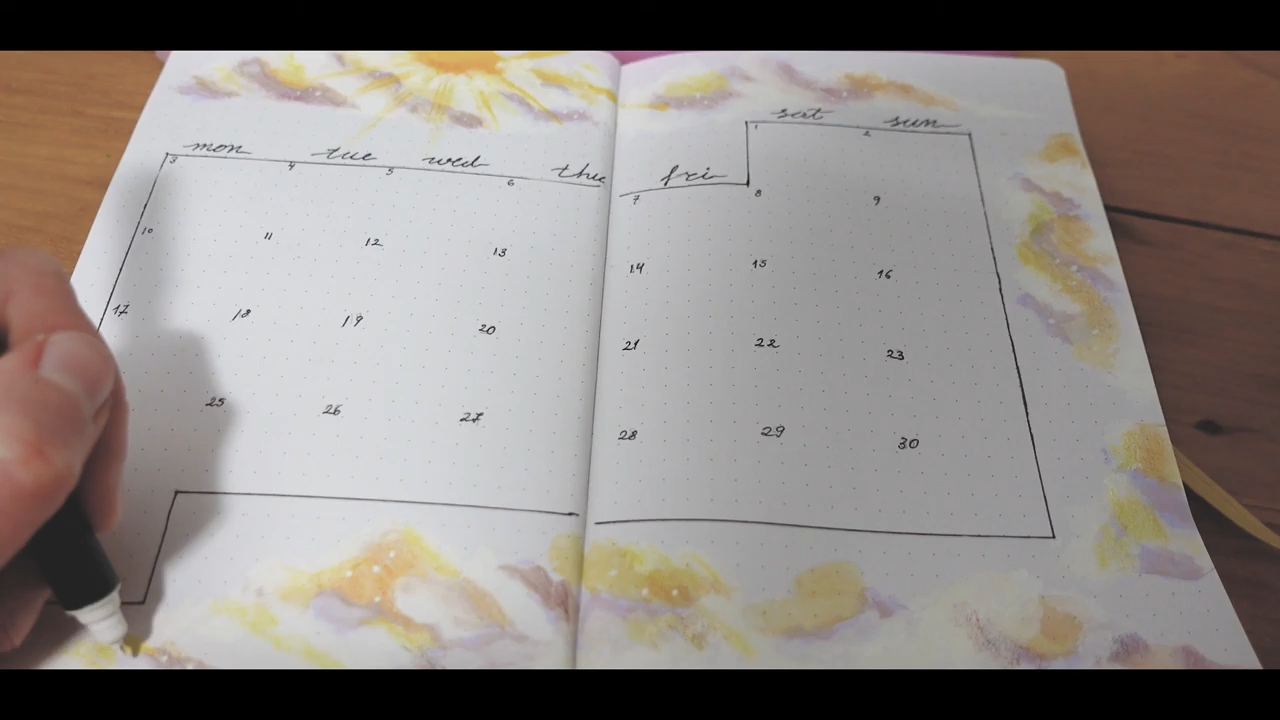 mon tue wed thu fri sat sun
1 2
3 4 5 6 7 8 9
10 11 12 13 14 15 16
17 18 19 20 21 22 23
25 26 27 28 29 30